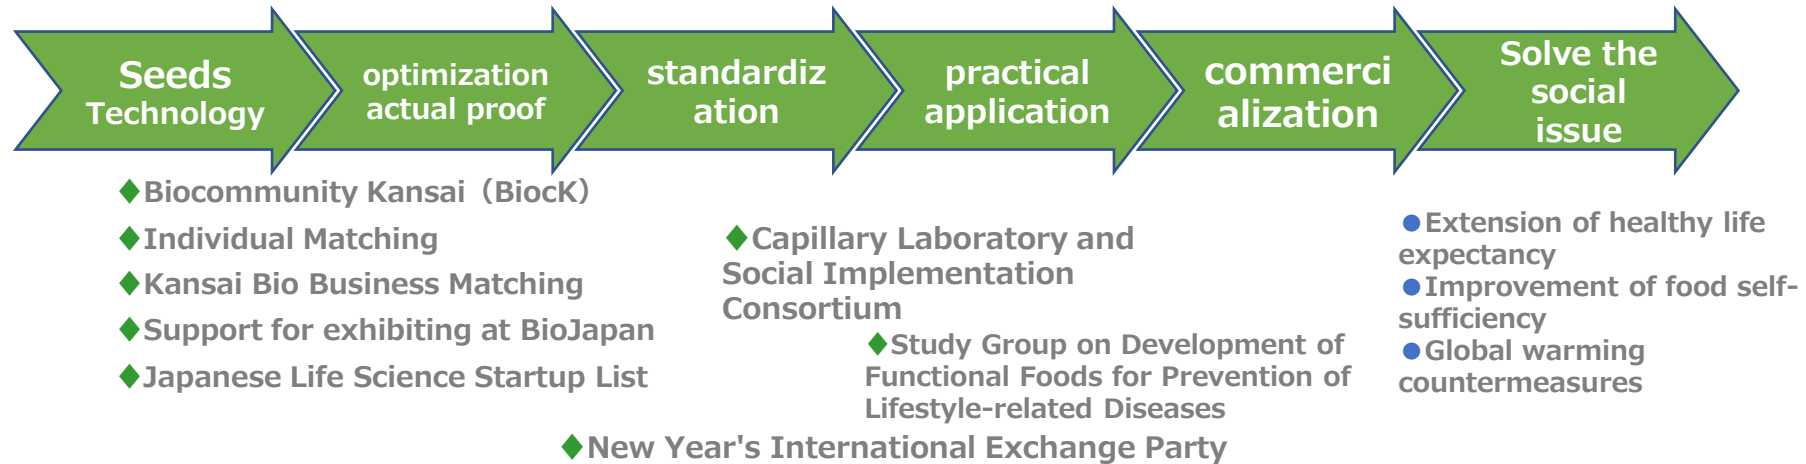 Seeds
Technology
optimization
actual proof
standardiz
ation
practical
application
commerci
alization
Solve the
social
issue
◆Biocommunity Kansai（BiocK）
◆Individual Matching
◆Kansai Bio Business Matching
◆Support for exhibiting at BioJapan
◆Japanese Life Science Startup List
◆Capillary Laboratory and
Social Implementation
Consortium
◆Study Group on Development of
Functional Foods for Prevention of
Lifestyle-related Diseases
◆New Year's International Exchange Party
●Extension of healthy life
expectancy
●Improvement of food self-
sufficiency
●Global warming
countermeasures